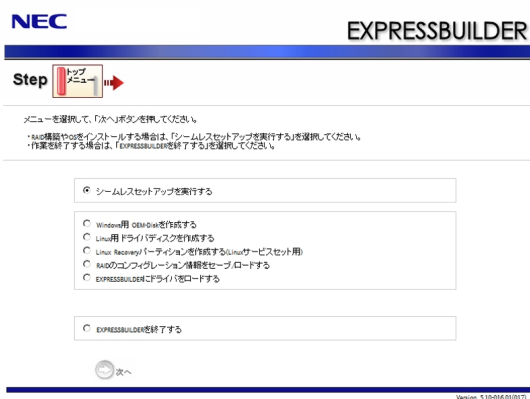 NEC
EXPRESSBUILDER
Step
トップ
メニュー
メニューを選択して、「次へ」ボタンを押してください。
・RAID構築やOSをインストールする場合は、「シームレスセットアップを実行する」を選択してください。
・作業を終了する場合は、「EXPRESSBUILDERを終了する」を選択してください。
シームレスセットアップを実行する
Windows用 OEM-Diskを作成する
Linux用 ドライバディスクを作成する
Linux Recoveryパーティションを作成する(Linuxサービスセット用)
RAIDのコンフィグレーション情報をセーブ/ロードする
EXPRESSBUILDERにドライバをロードする
EXPRESSBUILDERを終了する
次へ
Version 5.10-016.01(017)